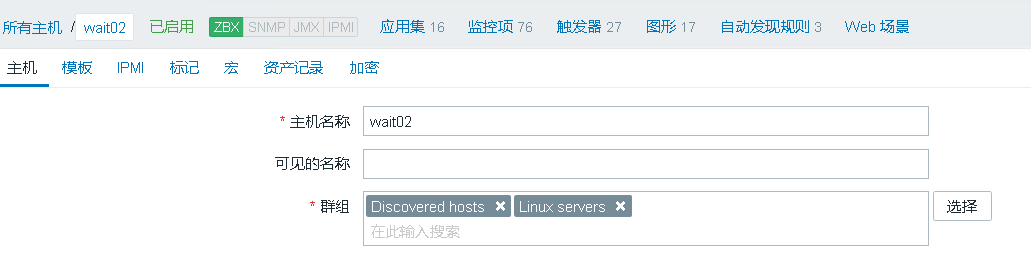 所有主机 / wait02 已启用 ZBX SNMP JMX IPMI 应用集 16 监控项 76 触发器 27 图形 17 自动发现规则 3 Web 场景
主机 模板 IPMI 标记 宏 资产记录 加密
* 主机名称 wait02
可见的名称
* 群组 Discovered hosts × Linux servers × 选择
在此输入搜索